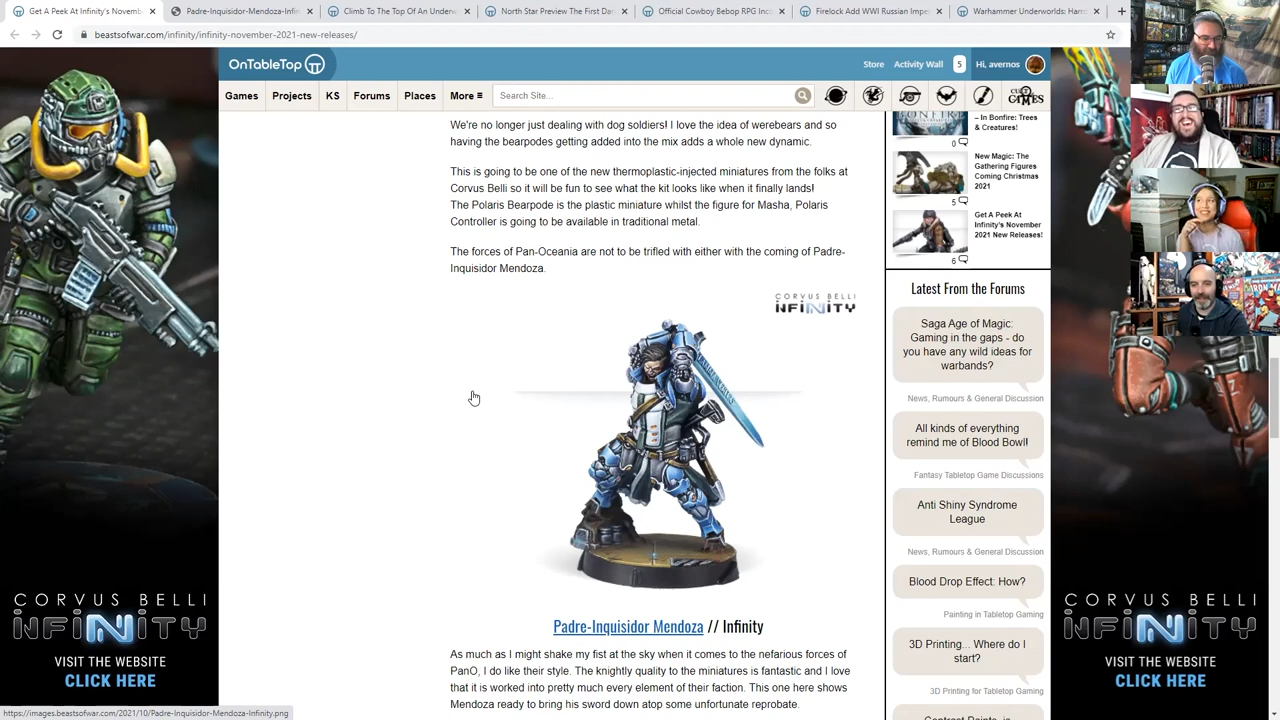 Get A Peek At Infinity's Novemb
Padre-Inquisidor-Mendoza-Infin
Climb To The Top Of An Underw
North Star Preview The First Dar
Official Cowboy Bebop RPG Inco
Firelock Add WWI Russian Impe
Warhammer Underworlds: Harr
beastsofwar.com/infinity/infinity-november-2021-new-releases/
OnTableTop
Store
Activity Wall
5
Hi, avernos
Games
Projects
KS
Forums
Places
More
Search Site...
GAMES
We're no longer just dealing with dog soldiers! I love the idea of werebears and so
having the bearpodes getting added into the mix adds a whole new dynamic.
This is going to be one of the new thermoplastic-injected miniatures from the folks at
Corvus Belli so it will be fun to see what the kit looks like when it finally lands!
The Polaris Bearpode is the plastic miniature whilst the figure for Masha, Polaris
Controller is going to be available in traditional metal.
The forces of Pan-Oceania are not to be trifled with either with the coming of Padre-
Inquisidor Mendoza.
CORVUS BELLI
INFINITY
Padre-Inquisidor Mendoza // Infinity
As much as I might shake my fist at the sky when it comes to the nefarious forces of
PanO, I do like their style. The knightly quality to the miniatures is fantastic and I love
that it is worked into pretty much every element of their faction. This one here shows
Mendoza ready to bring his sword down atop some unfortunate reprobate.
BONFIRE
– In Bonfire: Trees
& Creatures!
0
New Magic: The
Gathering Figures
Coming Christmas
2021
5
Get A Peek At
Infinity's November
2021 New Releases!
6
Latest From the Forums
Saga Age of Magic:
Gaming in the gaps - do
you have any wild ideas for
warbands?
News, Rumours & General Discussion
All kinds of everything
remind me of Blood Bowl!
Fantasy Tabletop Game Discussions
Anti Shiny Syndrome
League
News, Rumours & General Discussion
Blood Drop Effect: How?
Painting in Tabletop Gaming
3D Printing... Where do I
start?
3D Printing for Tabletop Gaming
CORVUS BELLI
INFINITY
VISIT THE WEBSITE
CLICK HERE
CORVUS BELLI
INFINITY
VISIT THE WEBSITE
CLICK HERE
https://images.beastsofwar.com/2021/10/Padre-Inquisidor-Mendoza-Infinity.png